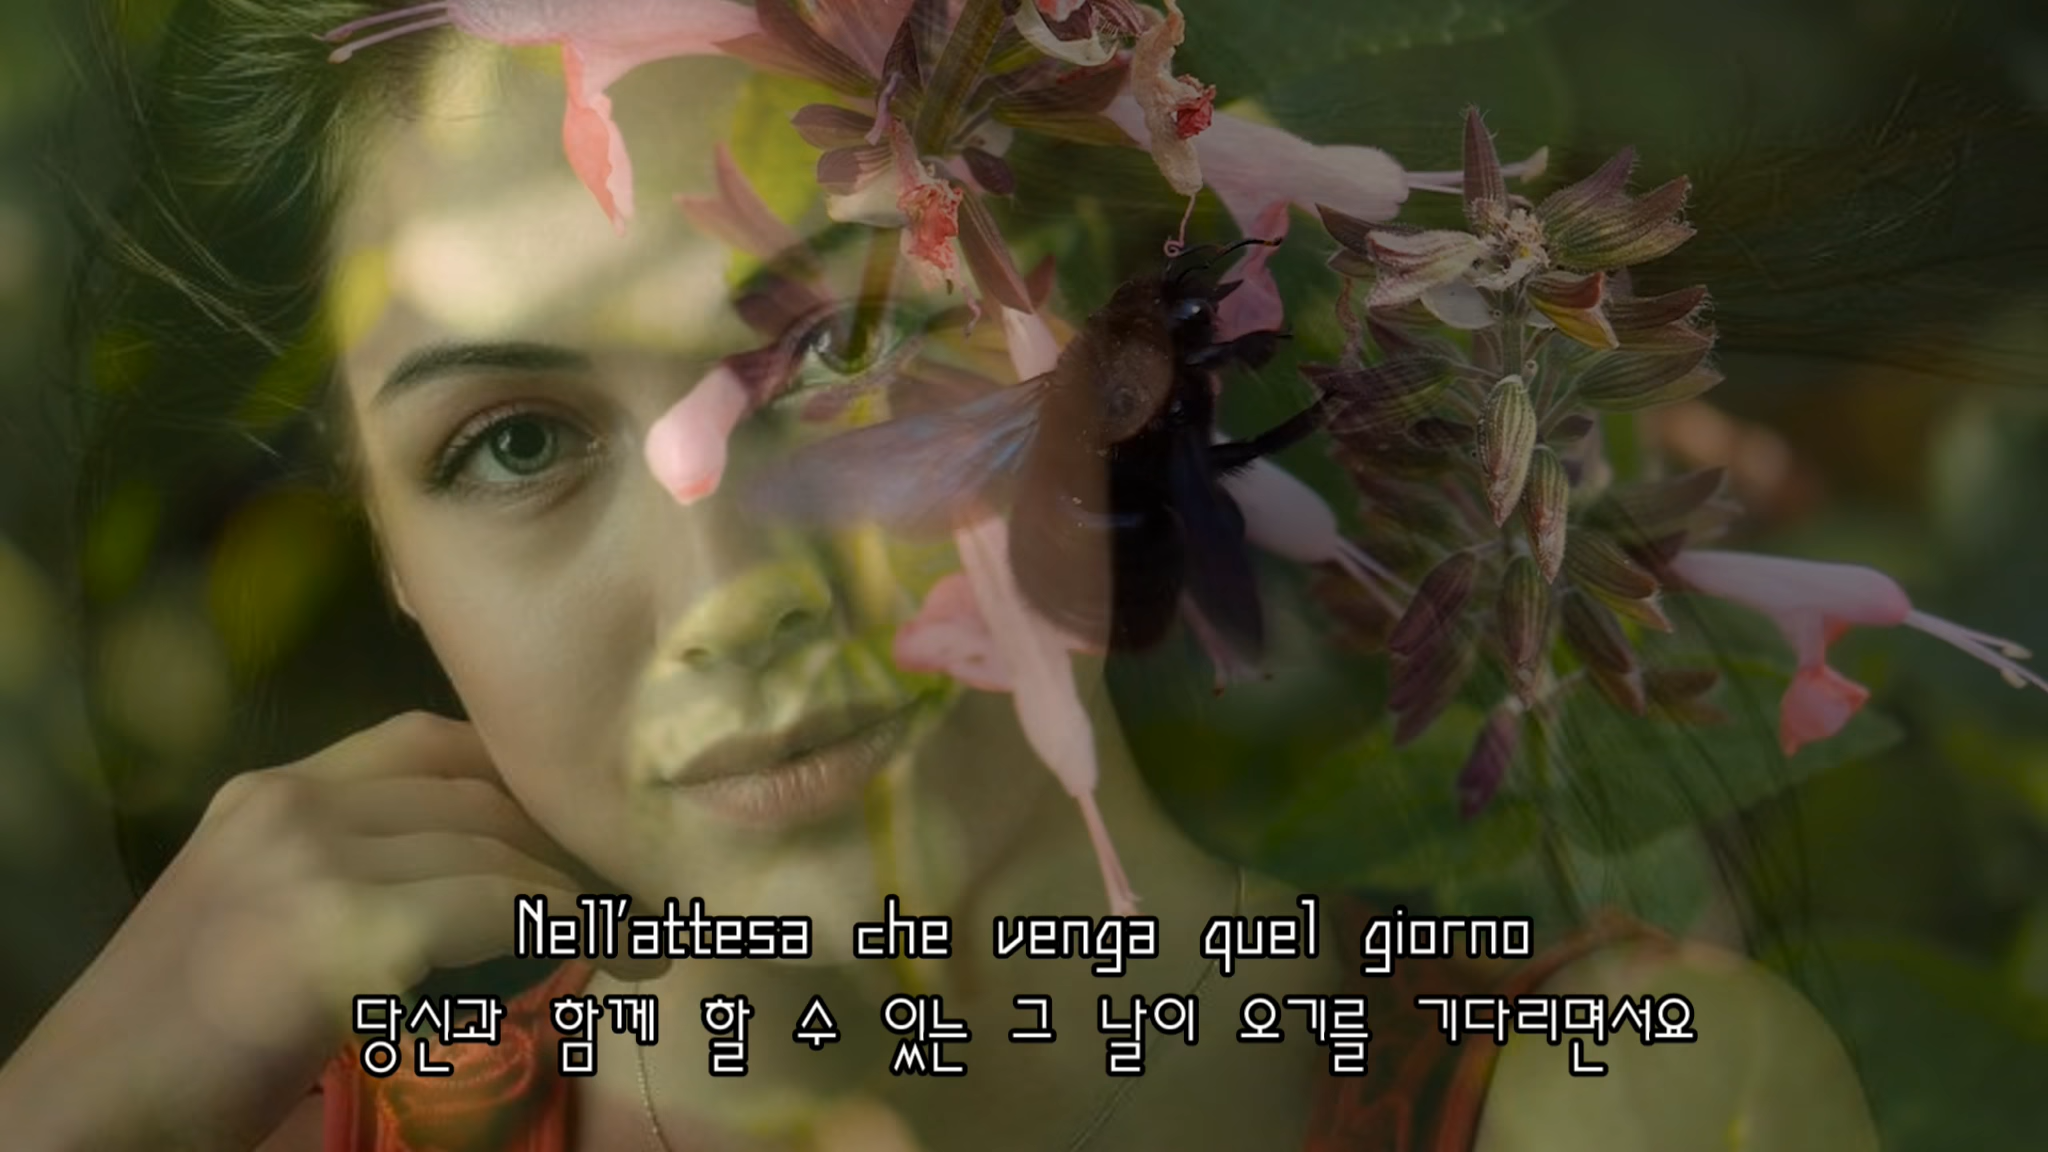 Nell'attesa che venga quel giorno
당신과 함께 할 수 있는 그 날이 오기를 기다리면서요